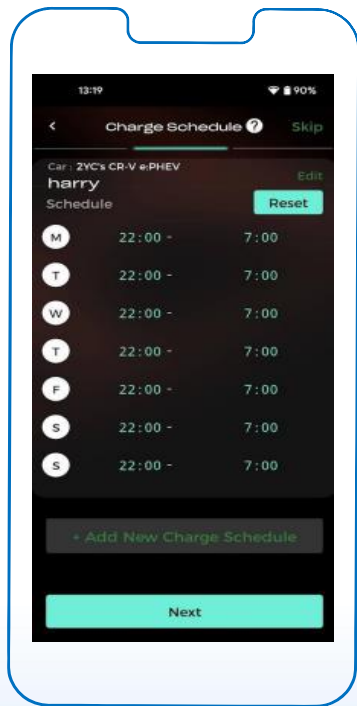 13:19 90%
< Charge Schedule ? Skip
Car : 2YC's CR-V e:PHEV
harry Edit
Schedule Reset
M 22:00 - 7:00
T 22:00 - 7:00
W 22:00 - 7:00
T 22:00 - 7:00
F 22:00 - 7:00
S 22:00 - 7:00
S 22:00 - 7:00
+ Add New Charge Schedule
Next